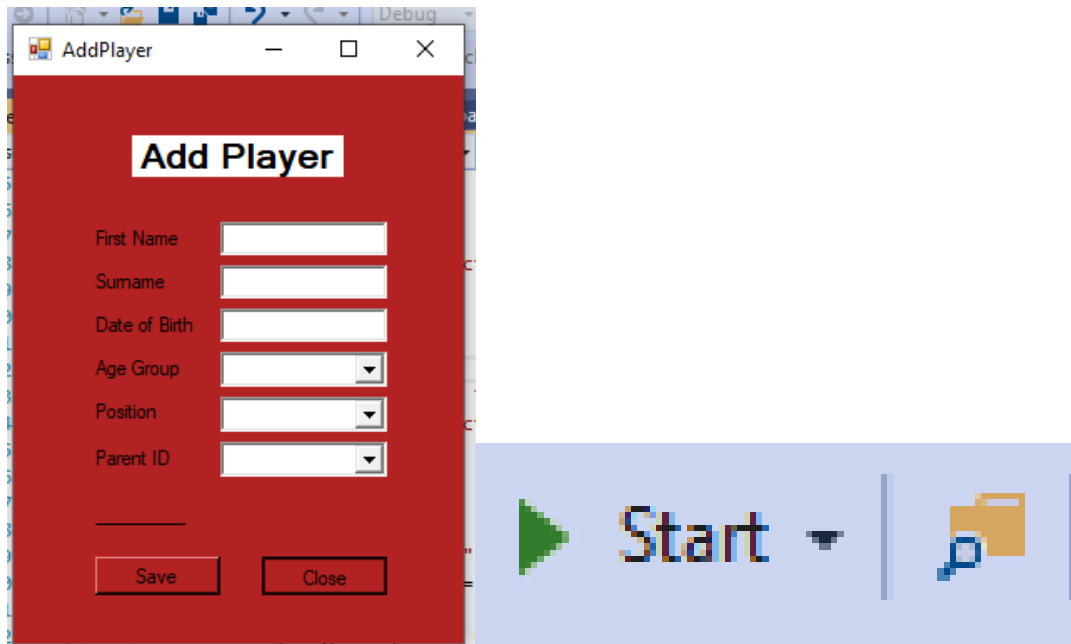 Debug
AddPlayer
Add Player
First Name
Surname
Date of Birth
Age Group
Position
Parent ID
Save
Close
Start